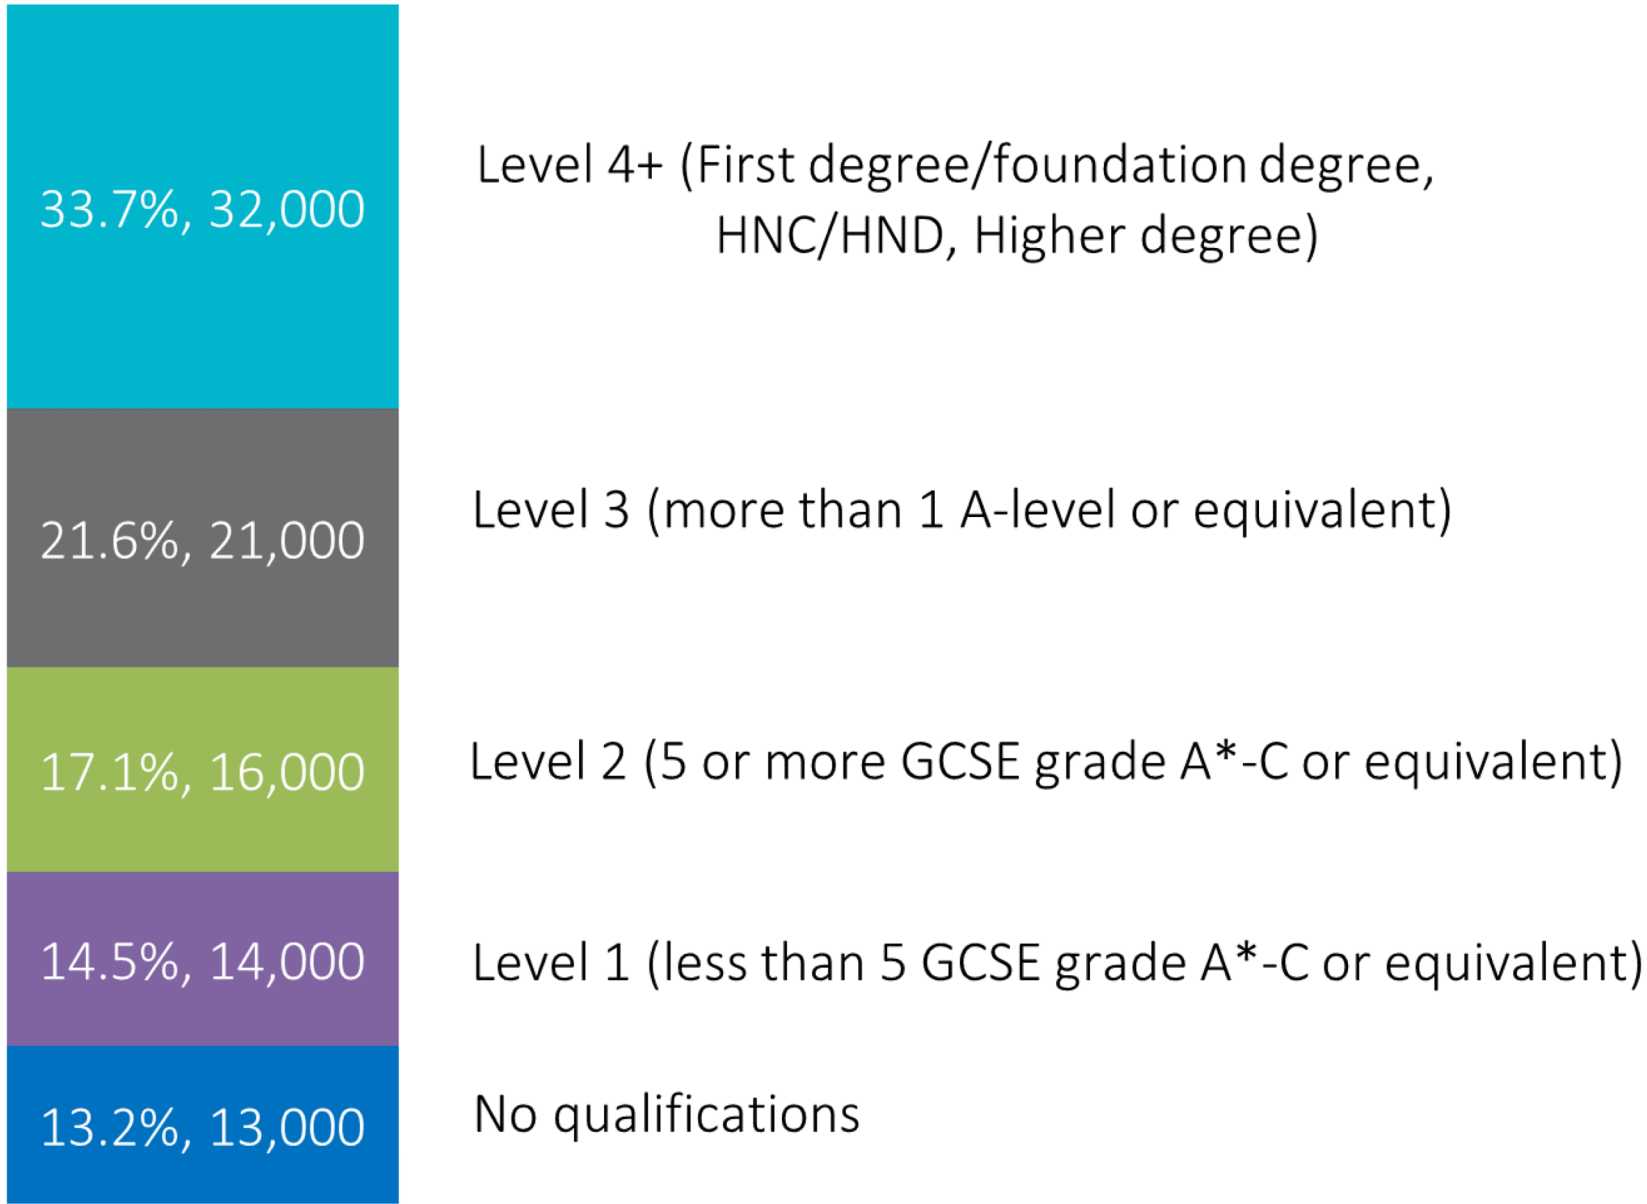 33.7%, 32,000
Level 4+ (First degree/foundation degree,
HNC/HND, Higher degree)
21.6%, 21,000
Level 3 (more than 1 A-level or equivalent)
17.1%, 16,000
Level 2 (5 or more GCSE grade A*-C or equivalent)
14.5%, 14,000
Level 1 (less than 5 GCSE grade A*-C or equivalent)
13.2%, 13,000
No qualifications